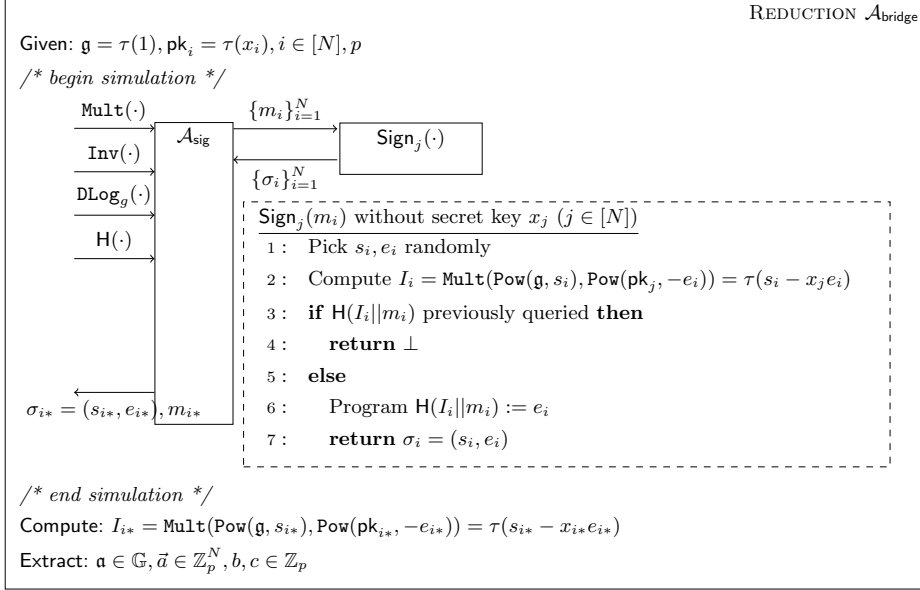 REDUCTION 𝒜_bridge
Given: 𝔤 = τ(1), pk_i = τ(x_i), i ∈ [N], p
/* begin simulation */
Mult(·)
{m_i}_{i=1}^N
𝒜_sig
Sign_j(·)
Inv(·)
{σ_i}_{i=1}^N
DLog_g(·)
H(·)
Sign_j(m_i) without secret key x_j (j ∈ [N])
1 : Pick s_i, e_i randomly
2 : Compute I_i = Mult(Pow(𝔤, s_i), Pow(pk_j, −e_i)) = τ(s_i − x_j e_i)
3 : if H(I_i||m_i) previously queried then
4 : return ⊥
5 : else
6 : Program H(I_i||m_i) := e_i
7 : return σ_i = (s_i, e_i)
σ_{i*} = (s_{i*}, e_{i*}), m_{i*}
/* end simulation */
Compute: I_{i*} = Mult(Pow(𝔤, s_{i*}), Pow(pk_{i*}, −e_{i*})) = τ(s_{i*} − x_{i*} e_{i*})
Extract: 𝔞 ∈ 𝔾, a⃗ ∈ ℤ_p^N, b, c ∈ ℤ_p